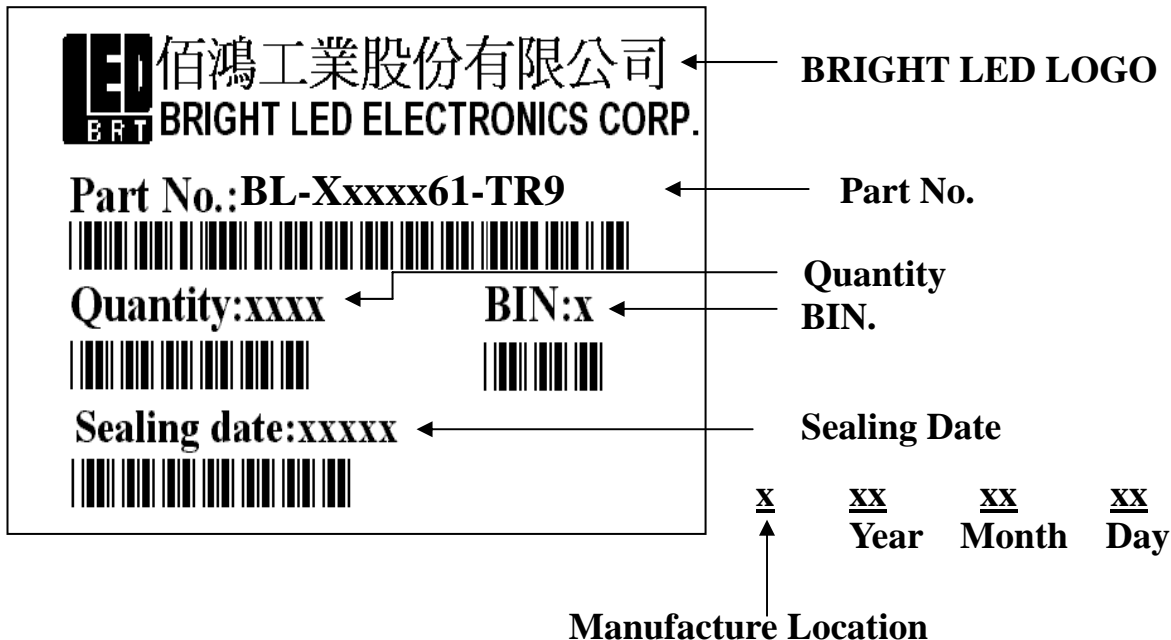 LED 佰鴻工業股份有限公司 BRIGHT LED LOGO
BRT BRIGHT LED ELECTRONICS CORP.
Part No.:BL-Xxxxx61-TR9 Part No.
Quantity
Quantity:xxxx BIN:x BIN.
Sealing date:xxxxx Sealing Date
x xx xx xx
Year Month Day
Manufacture Location